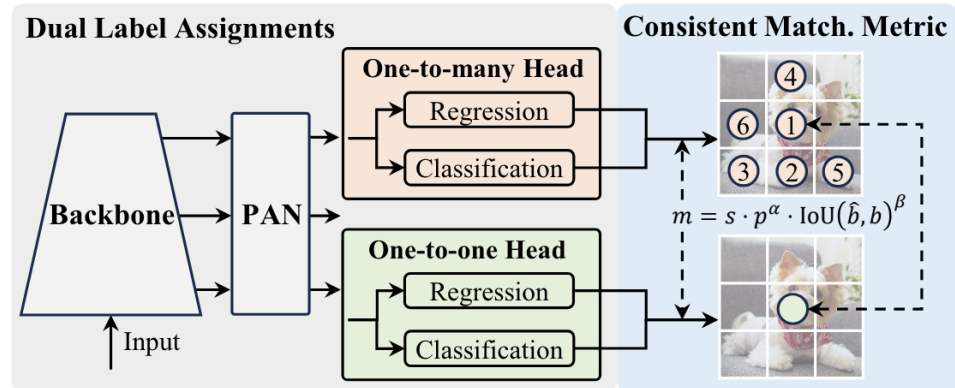 Dual Label Assignments
Consistent Match. Metric
One-to-many Head
Regression
Classification
Backbone
PAN
Input
One-to-one Head
Regression
Classification
4
6 1
3 2 5
m = s · p^α · IoU(b̂, b)^β